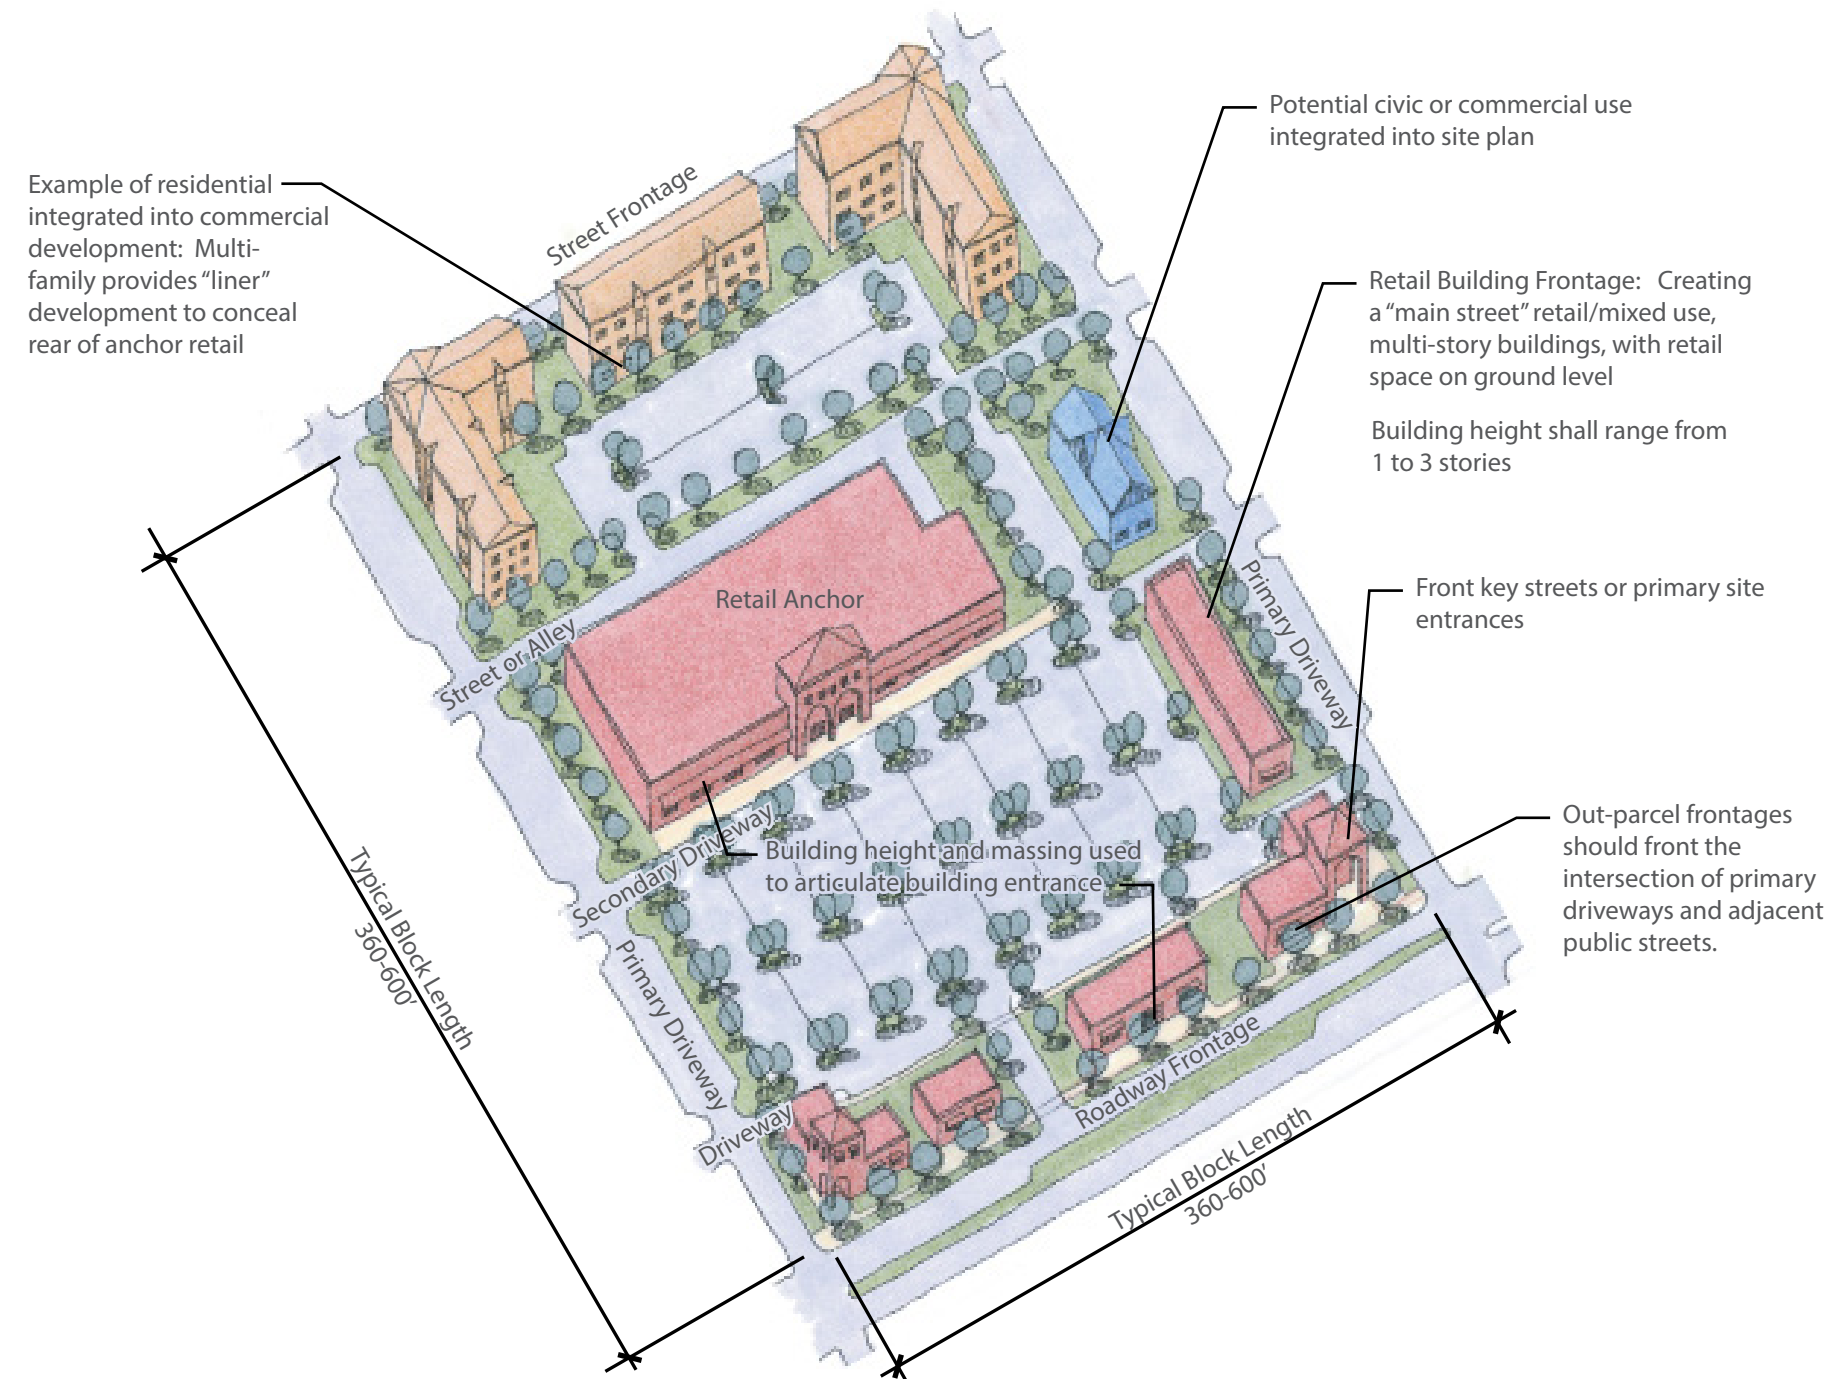 Potential civic or commercial use
integrated into site plan
Example of residential
integrated into commercial
development:  Multi-
family provides “liner”
development to conceal
rear of anchor retail
Street Frontage
Retail Building Frontage:   Creating
a “main street” retail/mixed use,
multi-story buildings, with retail
space on ground level
Building height shall range from
1 to 3 stories
Retail Anchor
Primary Driveway
Front key streets or primary site
entrances
Street or Alley
Out-parcel frontages
should front the
intersection of primary
driveways and adjacent
public streets.
Secondary Driveway
Building height and massing used
to articulate building entrance
Typical Block Length
360-600’
Primary Driveway
Driveway
Roadway Frontage
Typical Block Length
360-600’